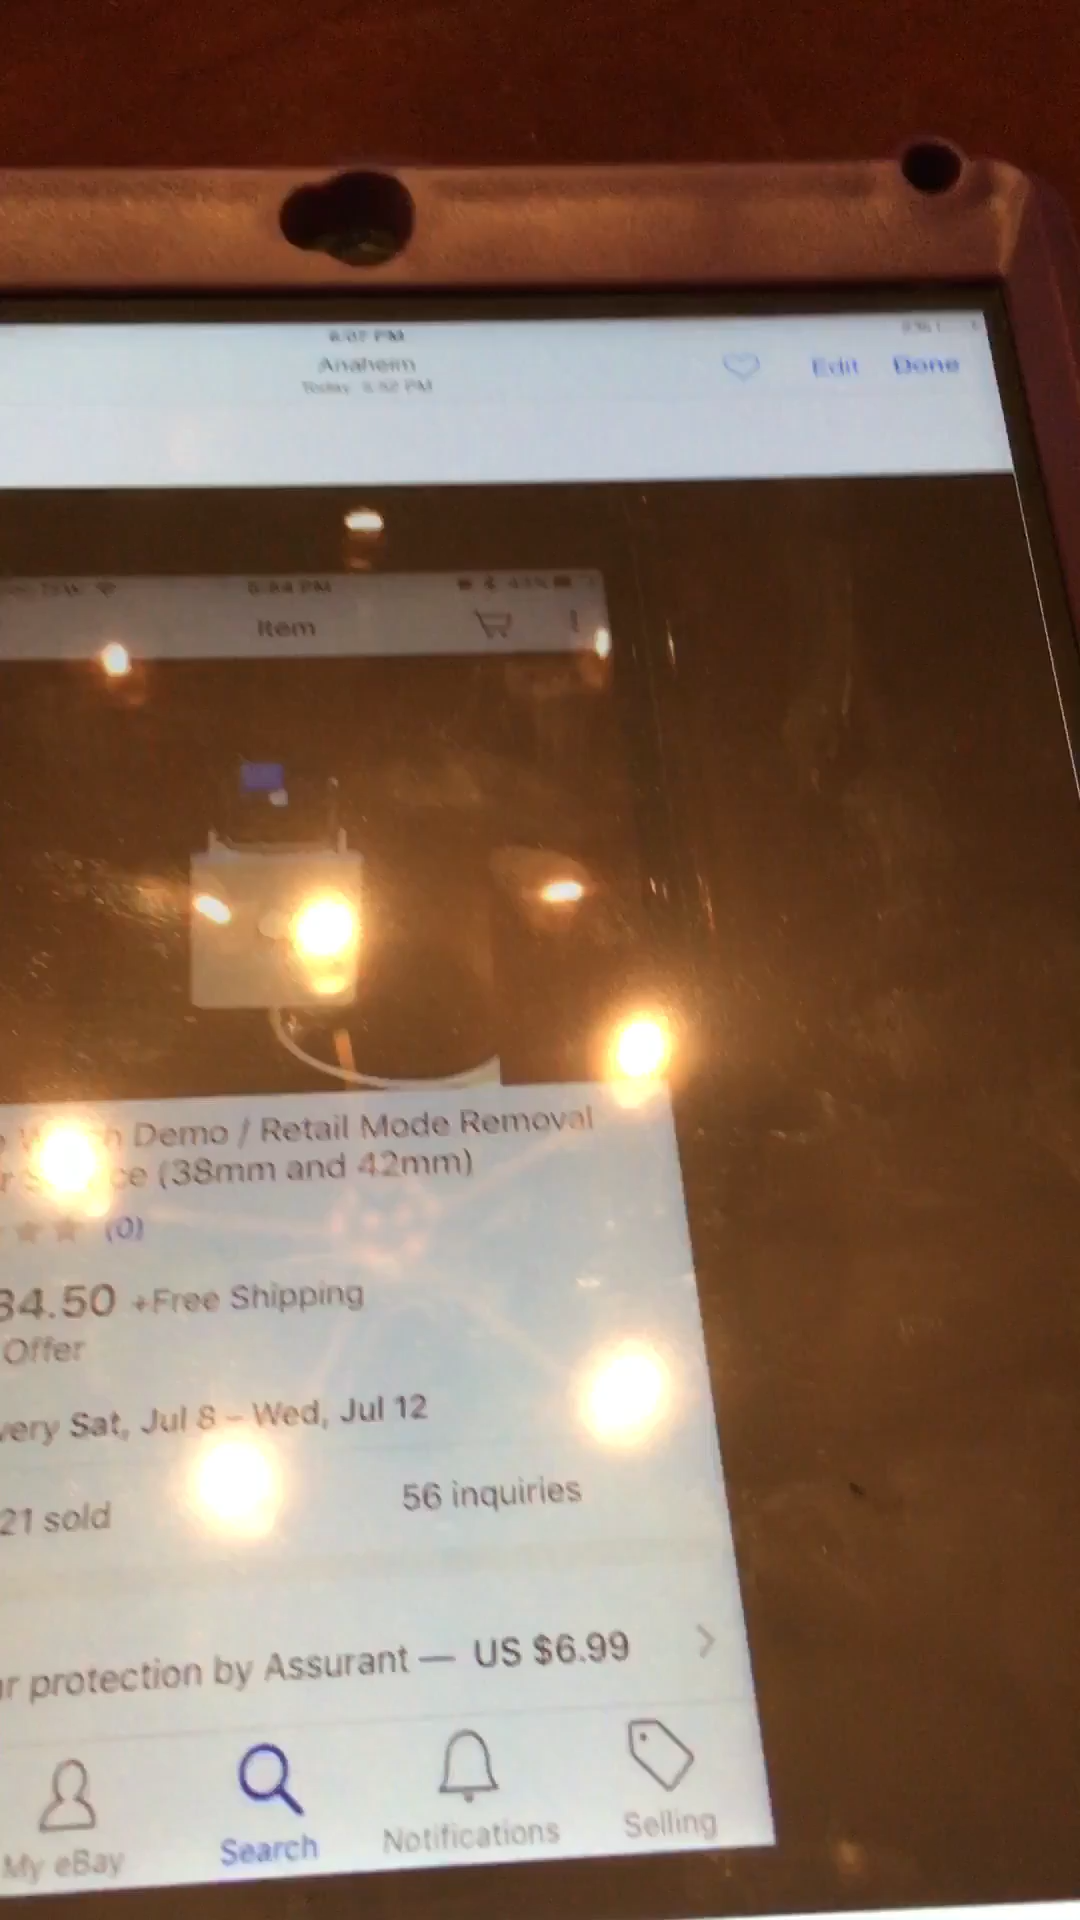 Anaheim
Edit Done
Item
Demo / Retail Mode Removal
(38mm and 42mm)
(0)
34.50 +Free Shipping
Offer
very Sat, Jul 8 – Wed, Jul 12
21 sold
56 inquiries
ar protection by Assurant — US $6.99
My eBay
Search
Notifications
Selling